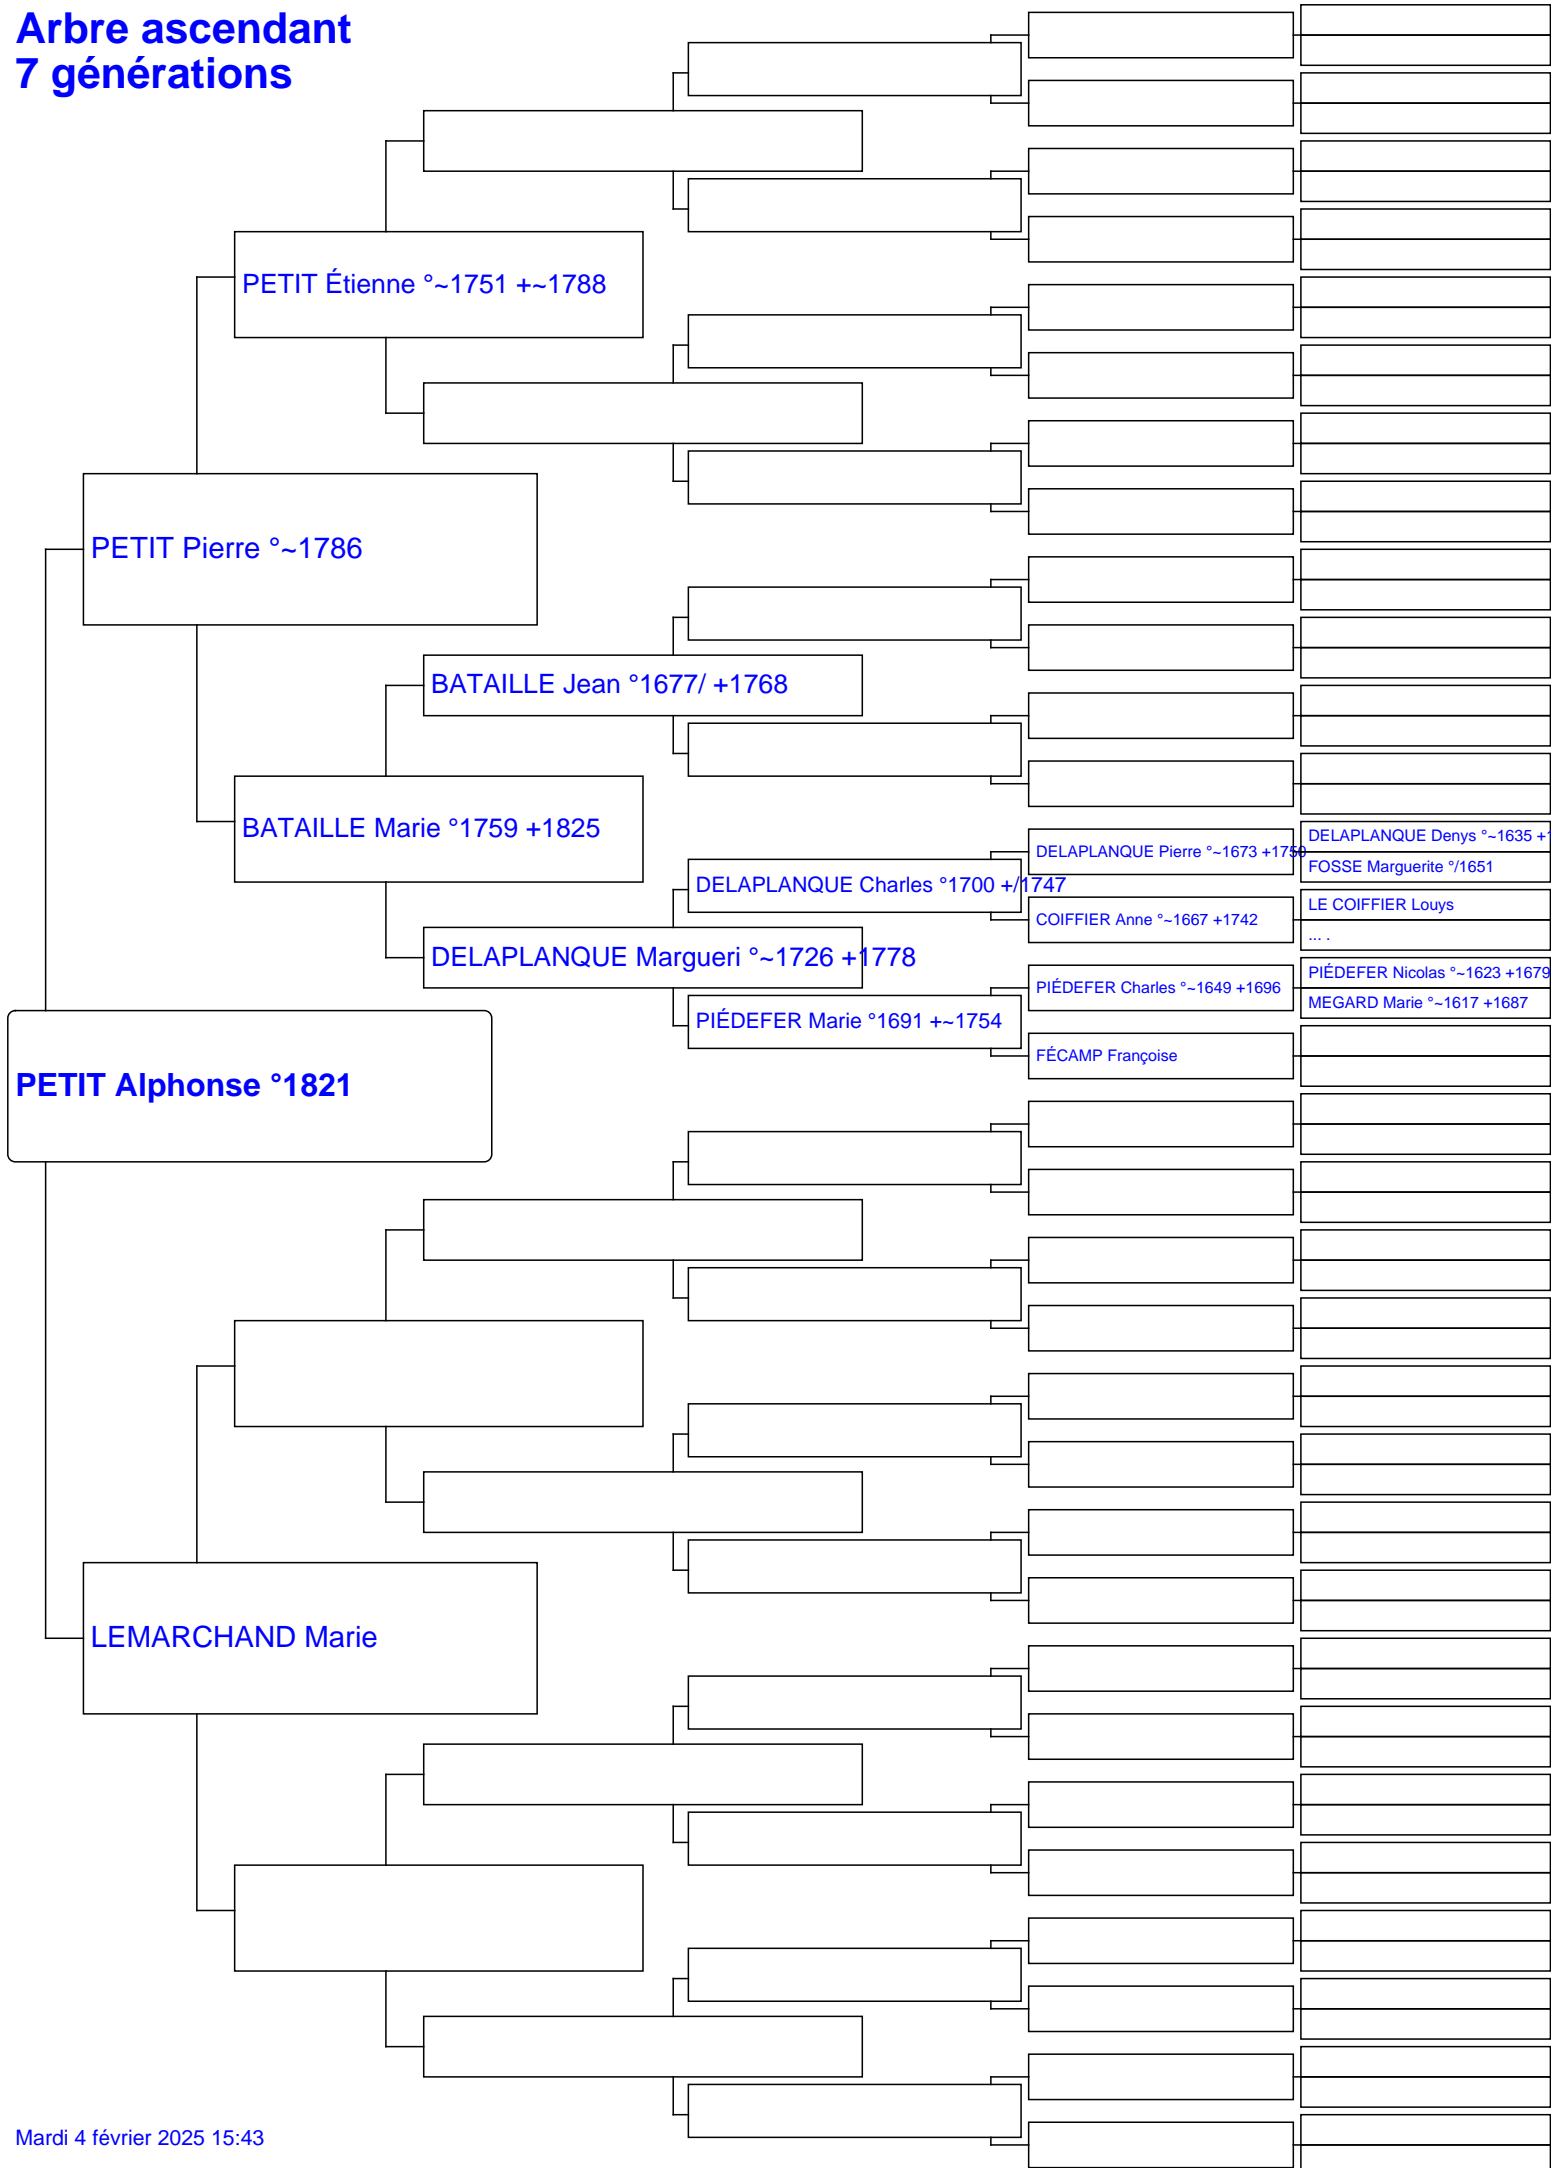 Arbre ascendant
7 générations
PETIT Étienne °~1751 +~1788
PETIT Pierre °~1786
BATAILLE Jean °1677/ +1768
BATAILLE Marie °1759 +1825
DELAPLANQUE Denys °~1635 +1
DELAPLANQUE Pierre °~1673 +1750
FOSSE Marguerite °/1651
DELAPLANQUE Charles °1700 +/1747
LE COIFFIER Louys
COIFFIER Anne °~1667 +1742
... .
DELAPLANQUE Margueri °~1726 +1778
PIÉDEFER Nicolas °~1623 +1679
PIÉDEFER Charles °~1649 +1696
MEGARD Marie °~1617 +1687
PIÉDEFER Marie °1691 +~1754
FÉCAMP Françoise
PETIT Alphonse °1821
LEMARCHAND Marie
Mardi 4 février 2025 15:43